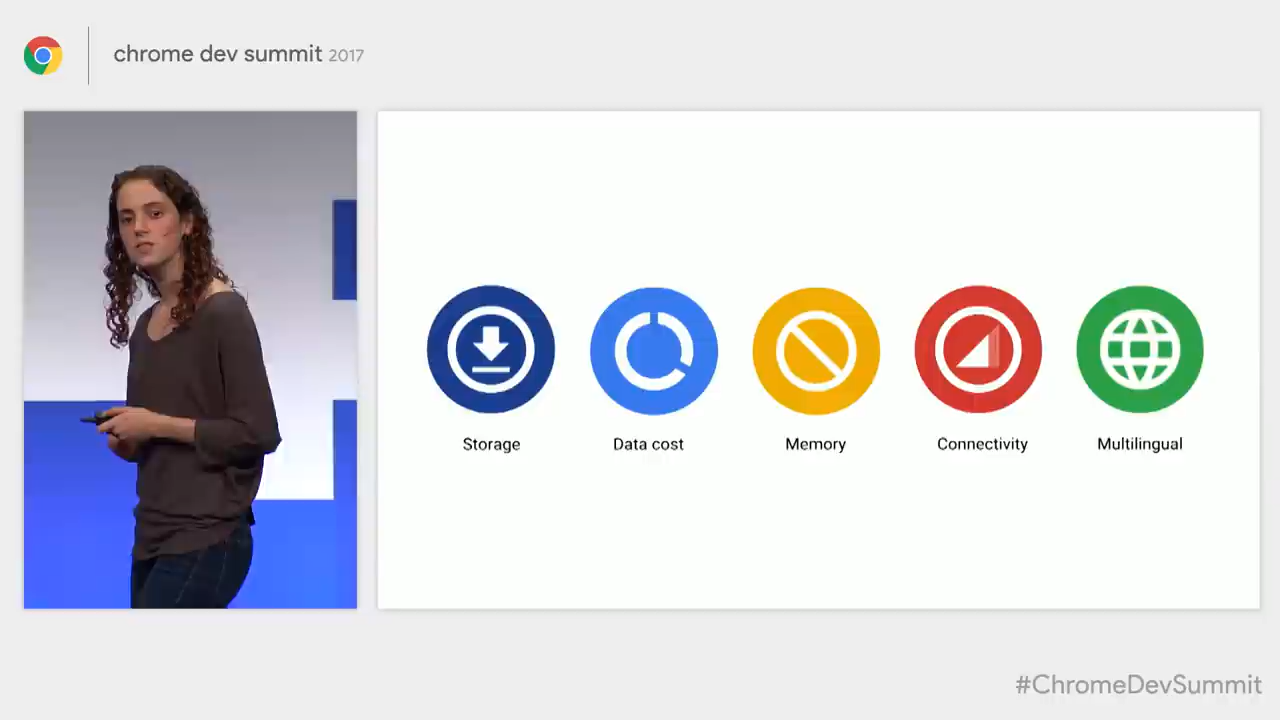 chrome dev summit 2017
Storage
Data cost
Memory
Connectivity
Multilingual
#ChromeDevSummit